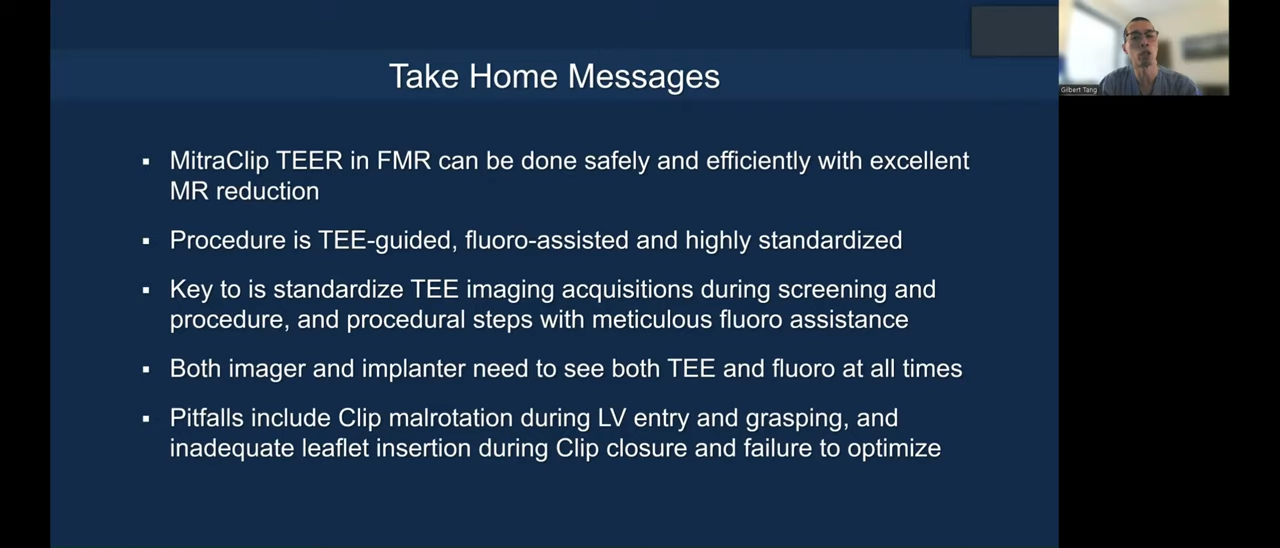 Take Home Messages
▪ MitraClip TEER in FMR can be done safely and efficiently with excellent
MR reduction
▪ Procedure is TEE-guided, fluoro-assisted and highly standardized
▪ Key to is standardize TEE imaging acquisitions during screening and
procedure, and procedural steps with meticulous fluoro assistance
▪ Both imager and implanter need to see both TEE and fluoro at all times
▪ Pitfalls include Clip malrotation during LV entry and grasping, and
inadequate leaflet insertion during Clip closure and failure to optimize
Gilbert Tang